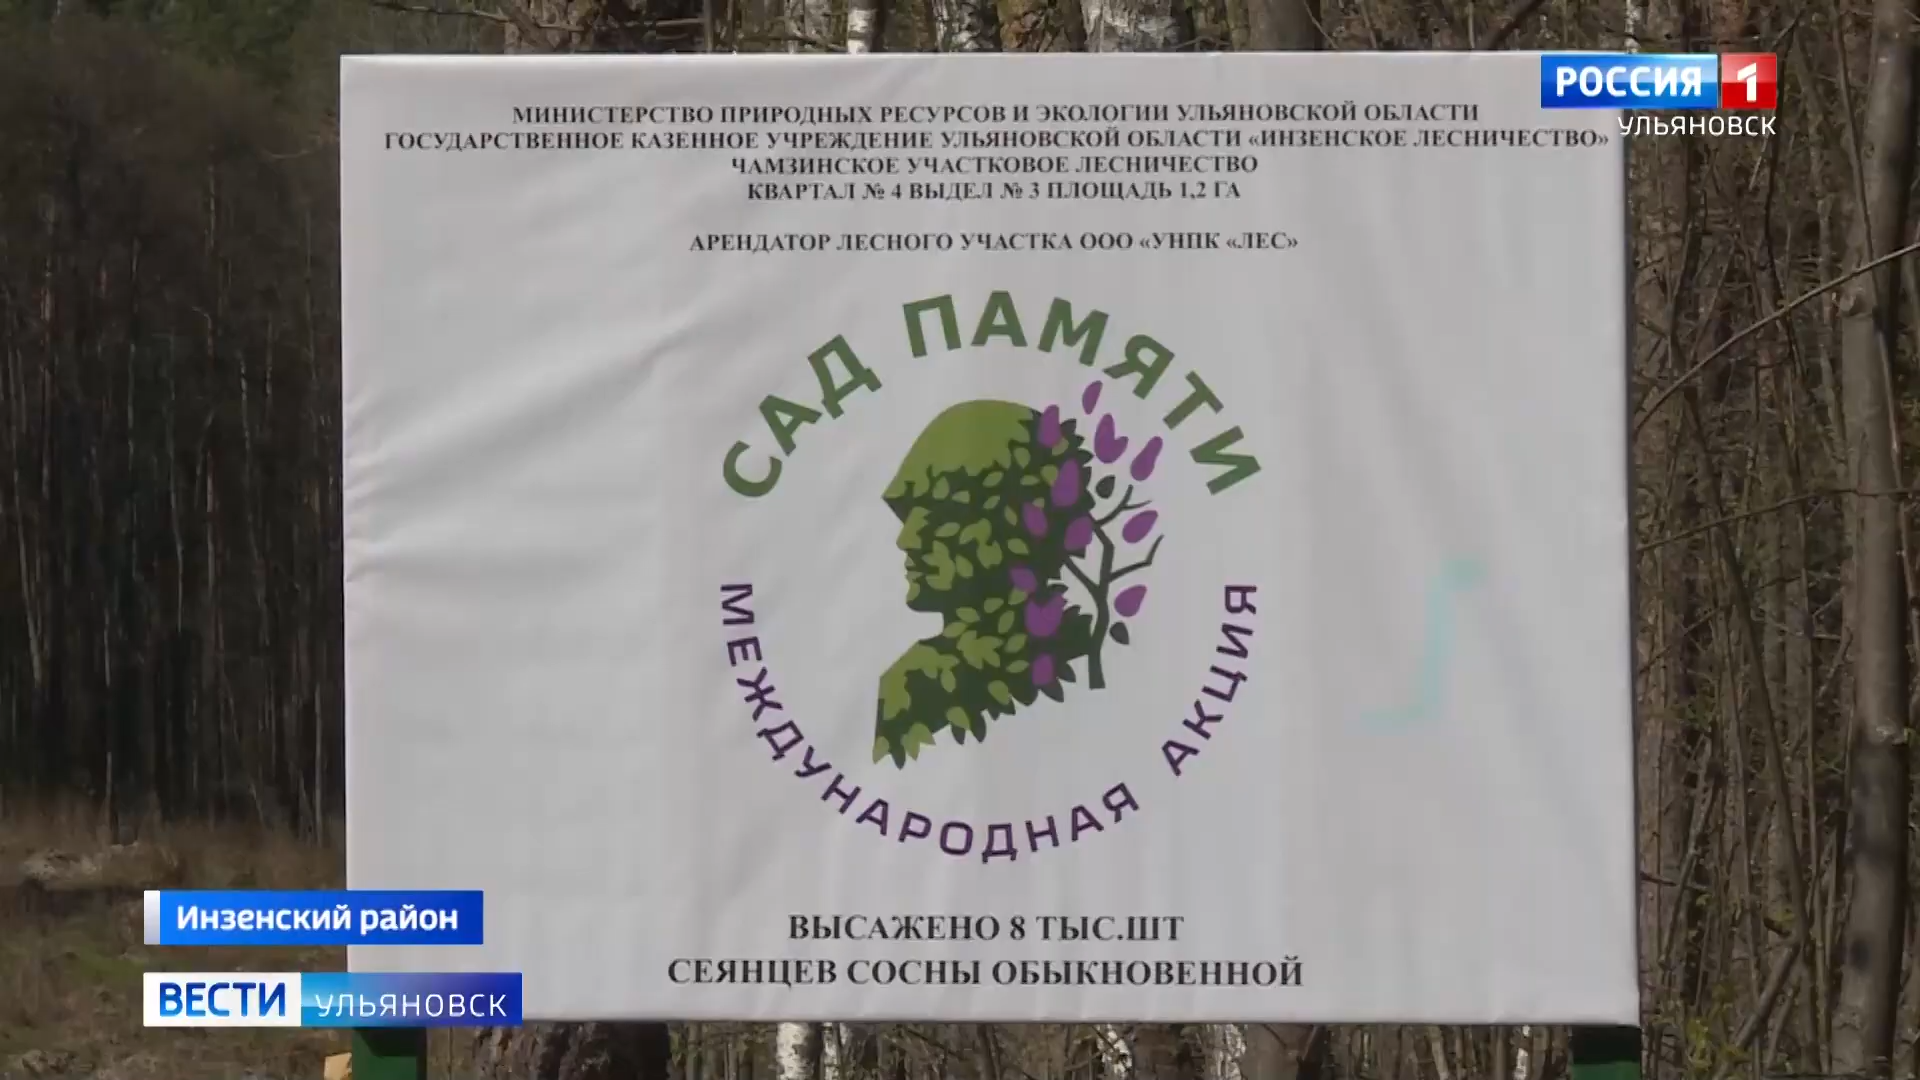 РОССИЯ 1
УЛЬЯНОВСК
МИНИСТЕРСТВО ПРИРОДНЫХ РЕСУРСОВ И ЭКОЛОГИИ УЛЬЯНОВСКОЙ ОБЛАСТИ
ГОСУДАРСТВЕННОЕ КАЗЕННОЕ УЧРЕЖДЕНИЕ УЛЬЯНОВСКОЙ ОБЛАСТИ «ИНЗЕНСКОЕ ЛЕСНИЧЕСТВО»
ЧАМЗИНСКОЕ УЧАСТКОВОЕ ЛЕСНИЧЕСТВО
КВАРТАЛ № 4 ВЫДЕЛ № 3 ПЛОЩАДЬ 1,2 ГА
АРЕНДАТОР ЛЕСНОГО УЧАСТКА ООО «УНПК «ЛЕС»
САД ПАМЯТИ
МЕЖДУНАРОДНАЯ АКЦИЯ
ВЫСАЖЕНО 8 ТЫС.ШТ
СЕЯНЦЕВ СОСНЫ ОБЫКНОВЕННОЙ
Инзенский район
ВЕСТИ УЛЬЯНОВСК